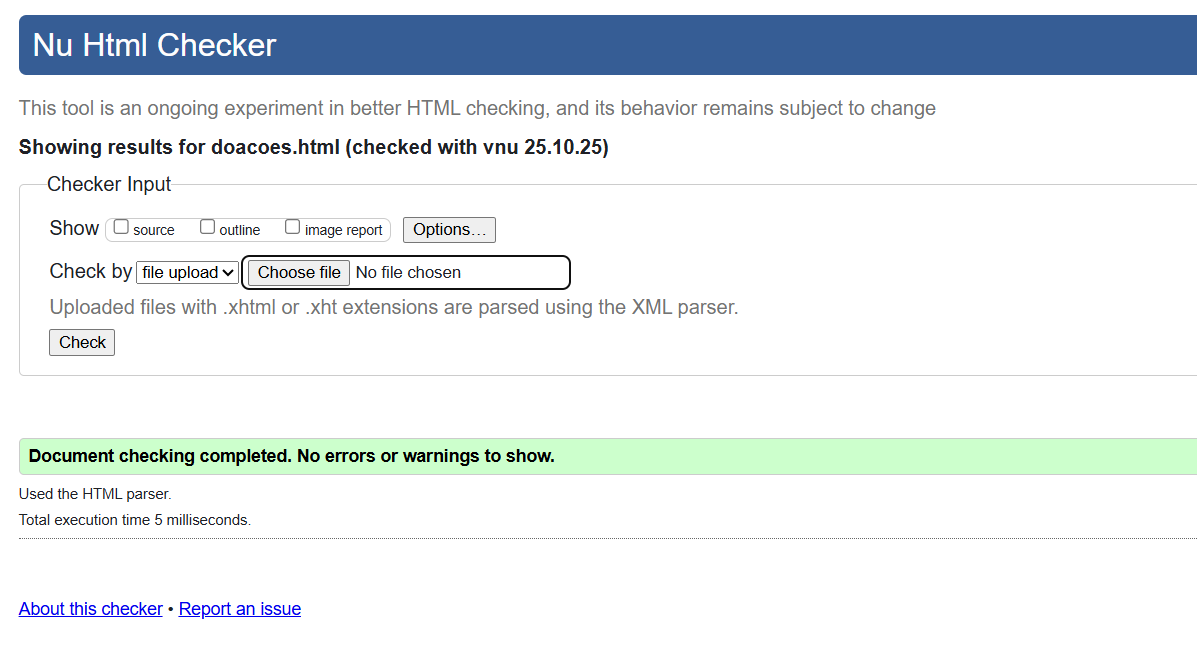 Nu Html Checker
This tool is an ongoing experiment in better HTML checking, and its behavior remains subject to change
Showing results for doacoes.html (checked with vnu 25.10.25)
Checker Input
Show source outline image report Options...
Check by file upload Choose file No file chosen
Uploaded files with .xhtml or .xht extensions are parsed using the XML parser.
Check
Document checking completed. No errors or warnings to show.
Used the HTML parser.
Total execution time 5 milliseconds.
About this checker • Report an issue